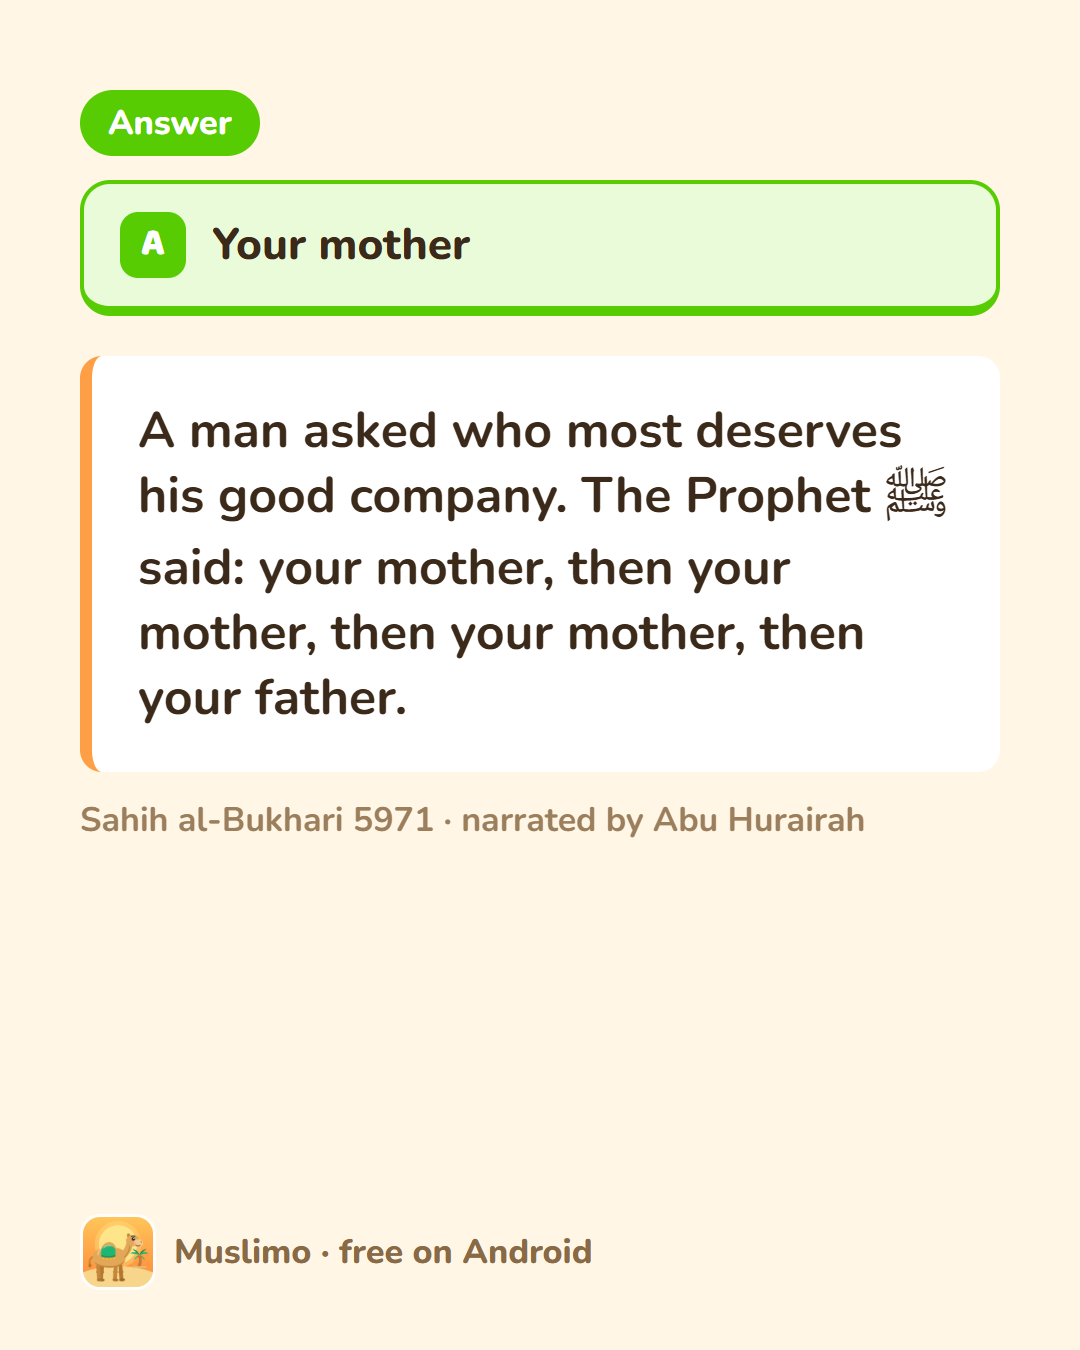 Answer
A Your mother
A man asked who most deserves
his good company. The Prophet ﷺ
said: your mother, then your
mother, then your mother, then
your father.
Sahih al-Bukhari 5971 · narrated by Abu Hurairah
Muslimo · free on Android